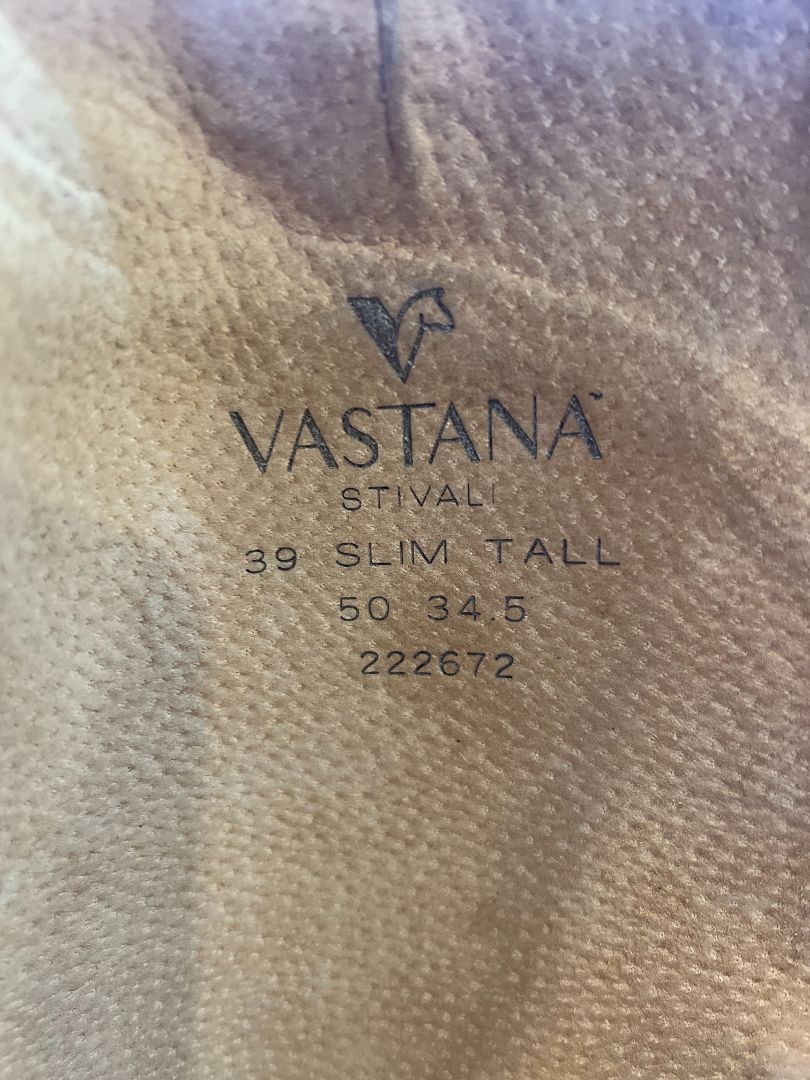 VASTANA™
STIVALI
39 SLIM TALL
50 34.5
222672